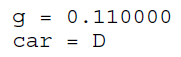 g = 0.110000
car = D